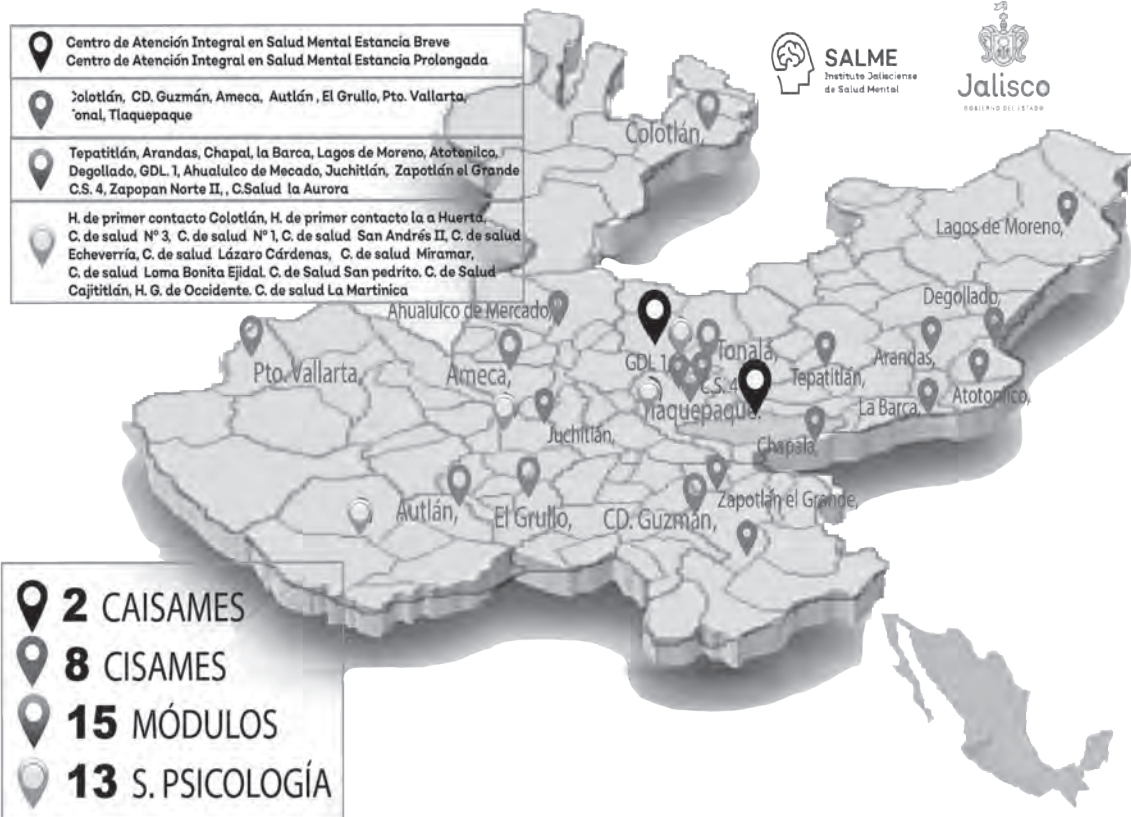 Centro de Atención Integral en Salud Mental Estancia Breve
Centro de Atención Integral en Salud Mental Estancia Prolongada
olotlán, CD. Guzmán, Ameca, Autlán , El Grullo, Pto. Vallarta,
onal, Tlaquepaque
Tepatitlán, Arandas, Chapal, la Barca, Lagos de Moreno, Atotonilco,
Degollado, GDL. 1, Ahualulco de Mecado, Juchitlán, Zapotlán el Grande
C.S. 4, Zapopan Norte II, , C.Salud la Aurora
H. de primer contacto Colotlán, H. de primer contacto la a Huerta,
C. de salud N° 3, C. de salud N° 1, C. de salud San Andrés II, C. de salud
Echeverría, C. de salud Lázaro Cárdenas, C. de salud Miramar,
C. de salud Loma Bonita Ejidal. C. de Salud San pedrito. C. de Salud
Cajititlán, H. G. de Occidente. C. de salud La Martinica
SALME
Instituto Jalisciense
de Salud Mental
Jalisco
GOBIERNO DEL ESTADO
Colotlán,
Lagos de Moreno,
Degollado,
Ahualulco de Mercado,
Pto. Vallarta,
Ameca,
GDL 1
Tonalá,
C.S. 4
Tlaquepaque.
Tepatitlán,
Arandas,
La Barca,
Atotonilco,
Juchitlán,
Chapala,
Autlán,
El Grullo,
CD. Guzmán,
Zapotlán el Grande,
2 CAISAMES
8 CISAMES
15 MÓDULOS
13 S. PSICOLOGÍA